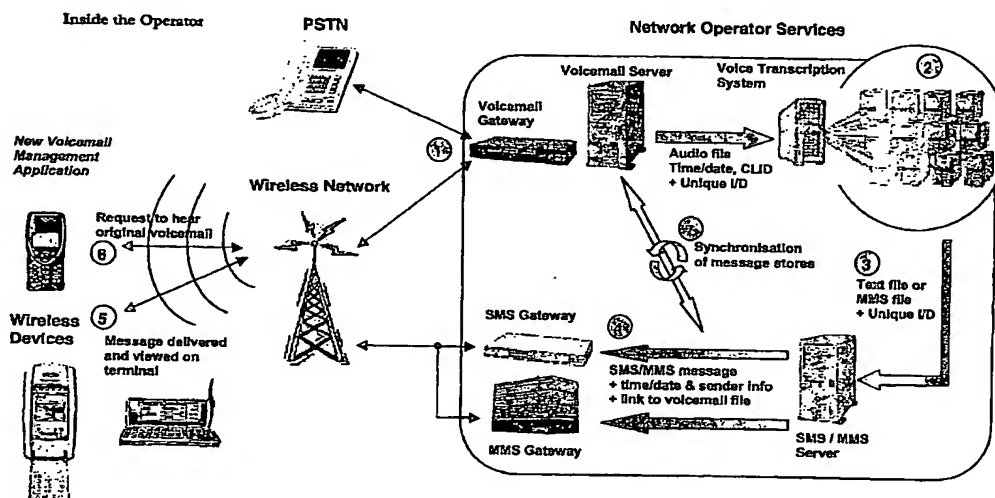 Inside the Operator
PSTN
Network Operator Services
Voicemail Server
Voice Transcription
System
2
Voicemail
Gateway
1
New Voicemail
Management
Application
Audio file
Time/date, CLID
+ Unique I/D
Wireless Network
Request to hear
original voicemail
6
Synchronisation
of message stores
3
Text file or
MMS file
+ Unique I/D
5
Wireless
Devices
Message delivered
and viewed on
terminal
SMS Gateway
SMS/MMS message
+ time/date & sender info
+ link to voicemail file
MMS Gateway
SMS / MMS
Server